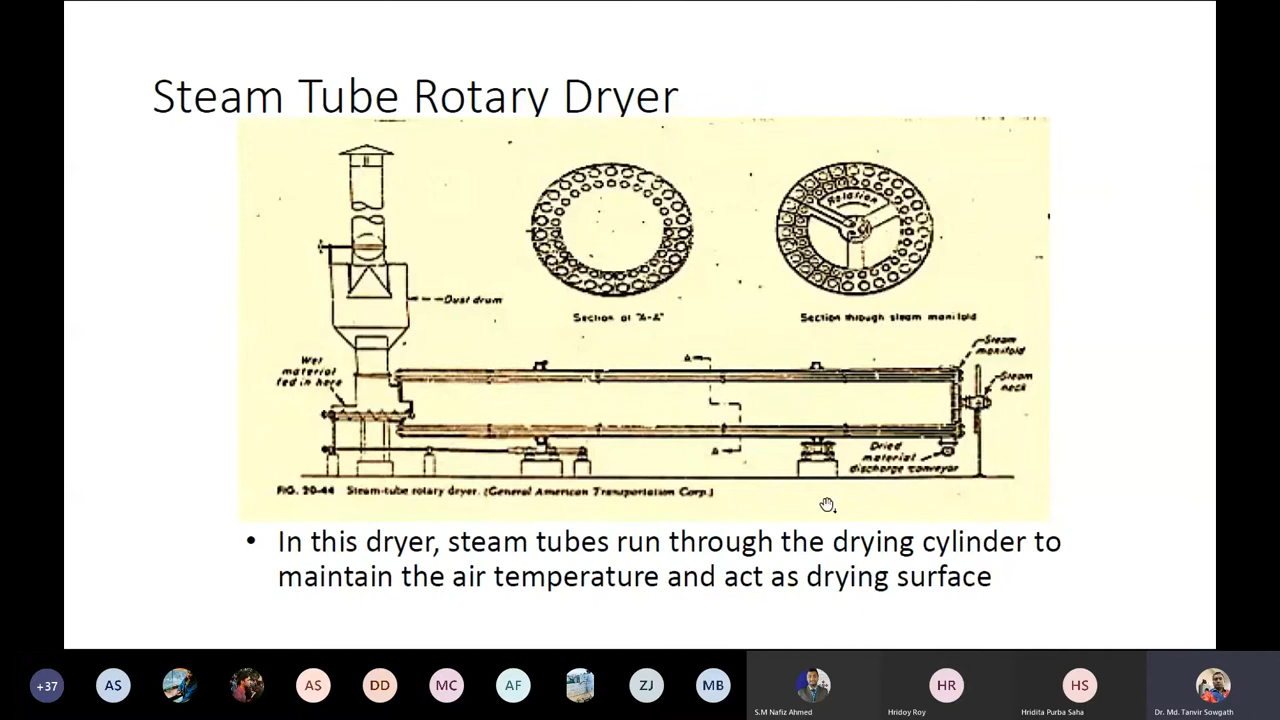 Steam Tube Rotary Dryer
Dust drum
Rotation
Section at "A-A"
Section through steam manifold
Wet
material
fed in here
A
A
Steam
manifold
Steam
neck
Dried
material
discharge conveyor
FIG. 20-44 Steam-tube rotary dryer. (General American Transportation Corp.)
• In this dryer, steam tubes run through the drying cylinder to
maintain the air temperature and act as drying surface
+37
AS
AS
DD
MC
AF
ZJ
MB
HR
HS
S.M Nafiz Ahmed
Hridoy Roy
Hridita Purba Saha
Dr. Md. Tanvir Sowgath